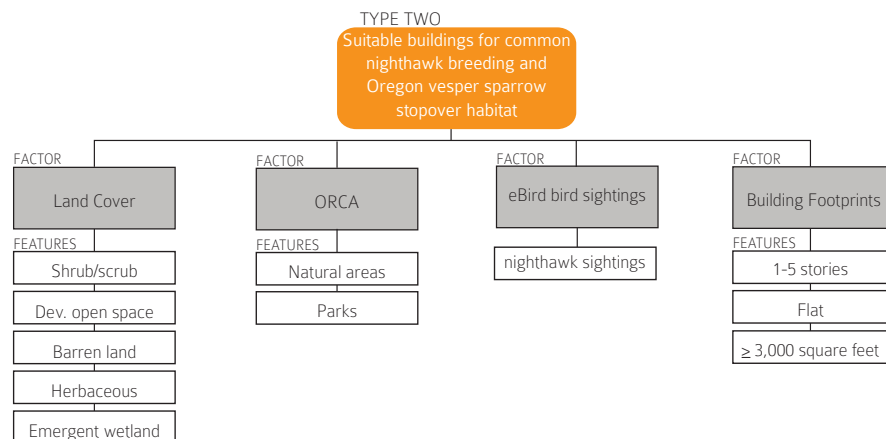 TYPE TWO
Suitable buildings for common
nighthawk breeding and
Oregon vesper sparrow
stopover habitat
FACTOR
Land Cover
FEATURES
Shrub/scrub
Dev. open space
Barren land
Herbaceous
Emergent wetland
FACTOR
ORCA
FEATURES
Natural areas
Parks
FACTOR
eBird bird sightings
nighthawk sightings
FACTOR
Building Footprints
FEATURES
1-5 stories
Flat
≥ 3,000 square feet